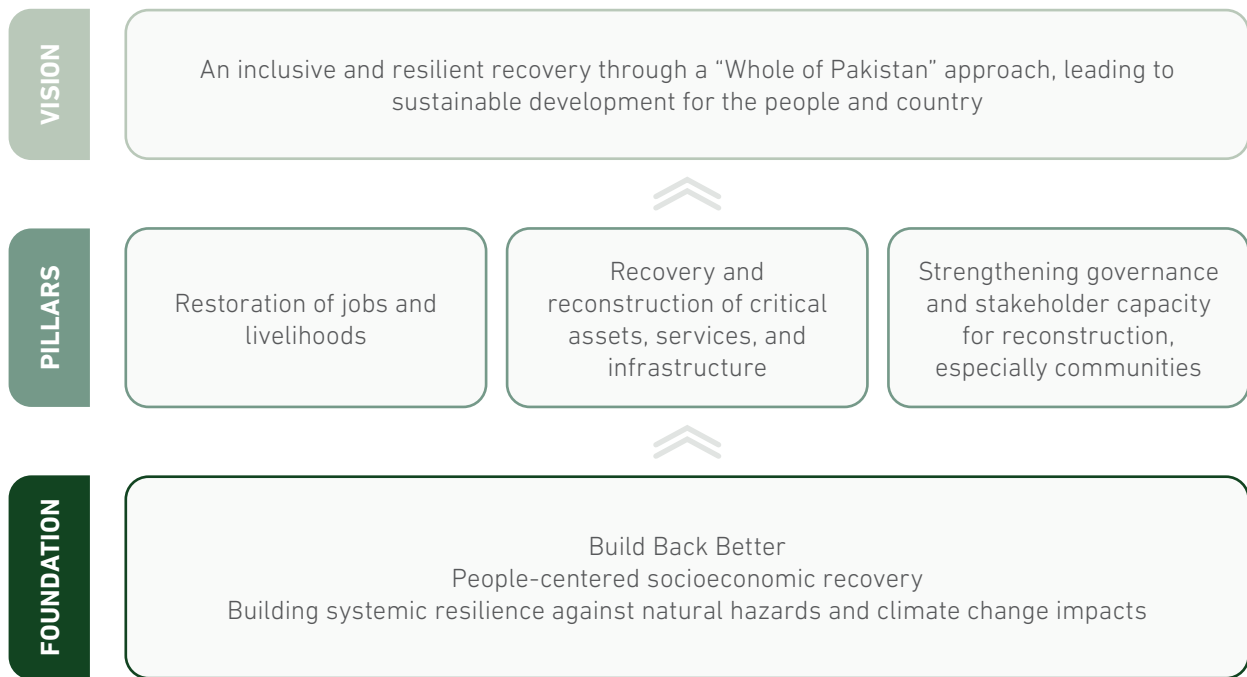 VISION
An inclusive and resilient recovery through a “Whole of Pakistan” approach, leading to
sustainable development for the people and country
PILLARS
Restoration of jobs and
livelihoods
Recovery and
reconstruction of critical
assets, services, and
infrastructure
Strengthening governance
and stakeholder capacity
for reconstruction,
especially communities
FOUNDATION
Build Back Better
People-centered socioeconomic recovery
Building systemic resilience against natural hazards and climate change impacts